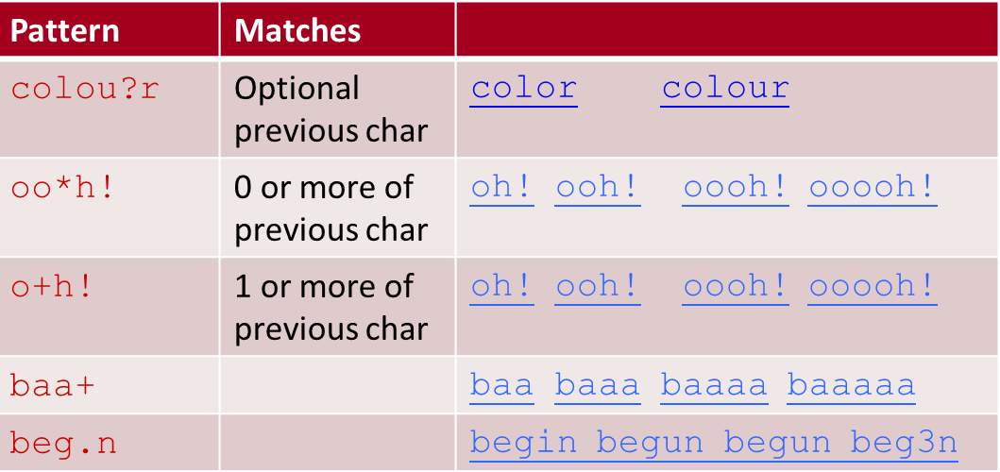 Pattern Matches
colou?r Optional previous char color colour
oo*h! 0 or more of previous char oh! ooh! oooh! ooooh!
o+h! 1 or more of previous char oh! ooh! oooh! ooooh!
baa+ baa baaa baaaa baaaaa
beg.n begin begun begun beg3n